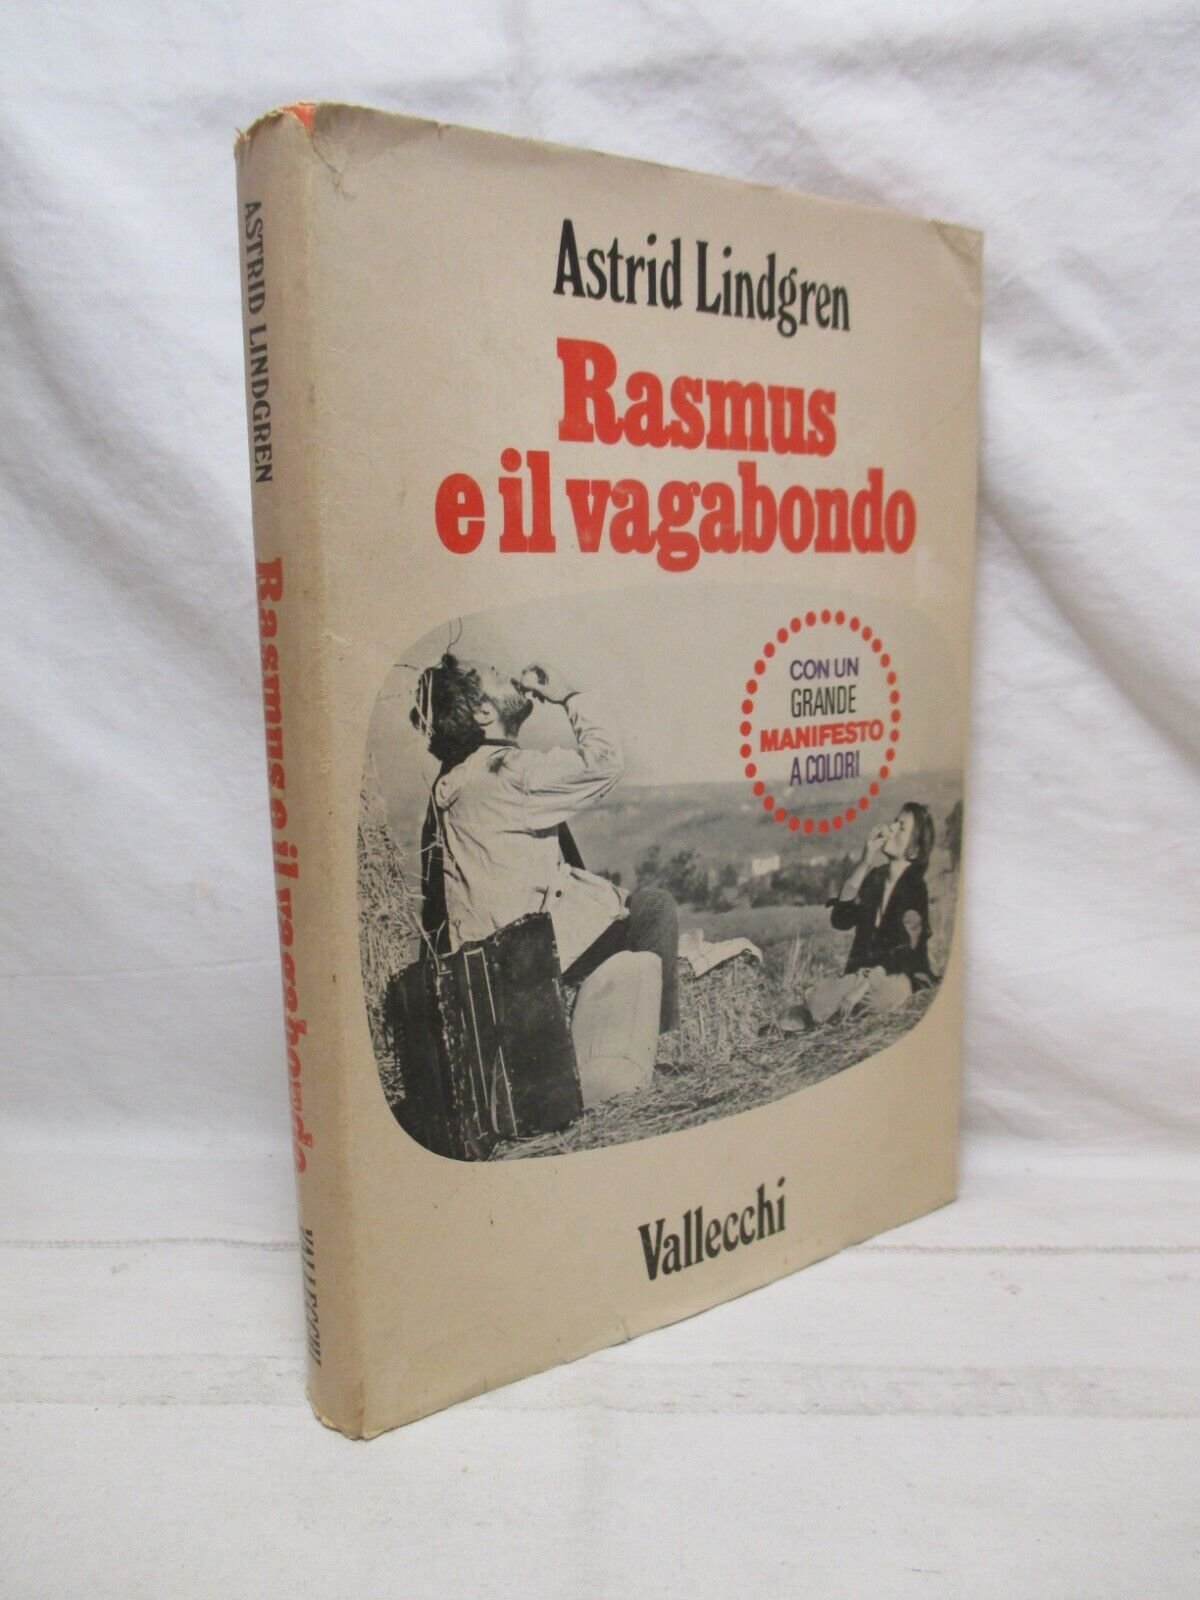 Astrid Lindgren
Rasmus
e il vagabondo
CON UN
GRANDE
MANIFESTO
A COLORI
Vallecchi
ASTRID LINDGREN
Rasmus e il vagabondo
VALLECCHI